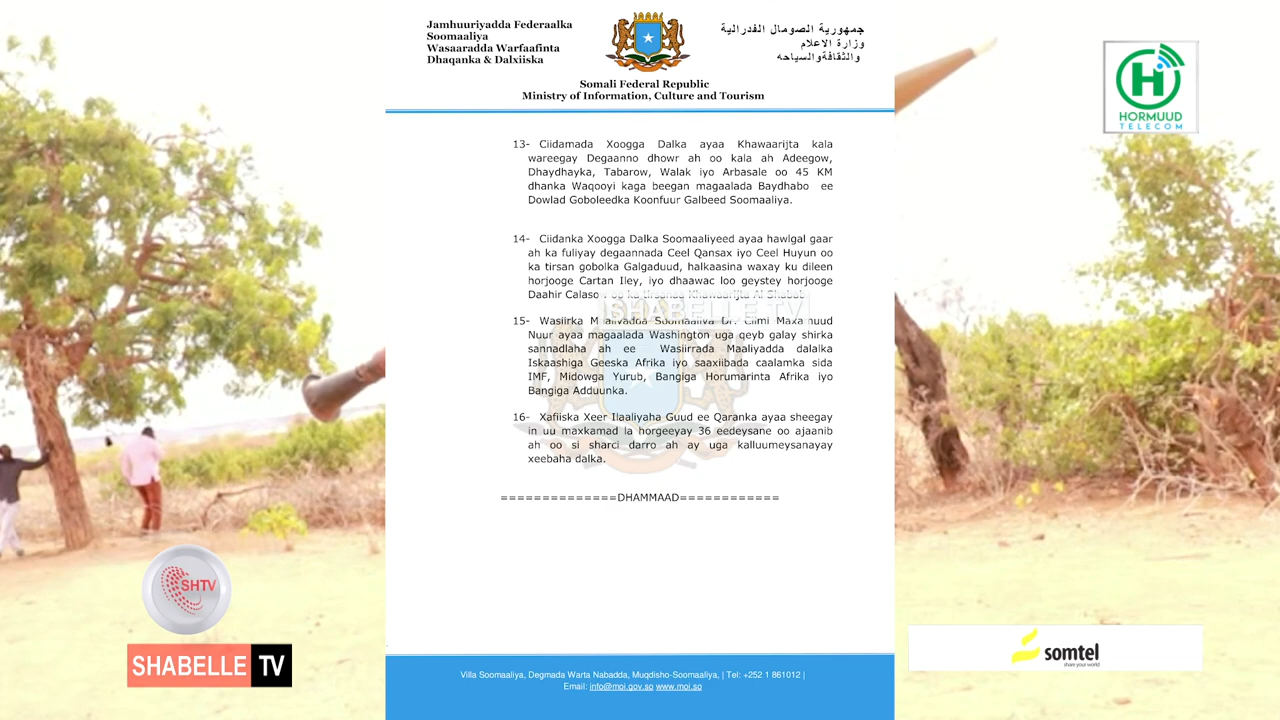 Jamhuuriyadda Federaalka
Soomaaliya
Wasaaradda Warfaafinta
Dhaqanka & Dalxiiska
جمهورية الصومال الفدرالية
وزارة الاعلام
والثقافةوالسياحه
Somali Federal Republic
Ministry of Information, Culture and Tourism
13- Ciidamada Xoogga Dalka ayaa Khawaarijta kala
wareegay Degaanno dhowr ah oo kala ah Adeegow,
Dhaydhayka, Tabarow, Walak iyo Arbasale oo 45 KM
dhanka Waqooyi kaga beegan magaalada Baydhabo ee
Dowlad Goboleedka Koonfuur Galbeed Soomaaliya.
14- Ciidanka Xoogga Dalka Soomaaliyeed ayaa hawlgal gaar
ah ka fuliyay degaannada Ceel Qansax iyo Ceel Huyun oo
ka tirsan gobolka Galgaduud, halkaasina waxay ku dileen
horjooge Cartan Iley, iyo dhaawac loo geystey horjooge
Daahir Calaso oo ka tirsanaa Khawaarijta Al Shabab
SHABELLE TV
15- Wasiirka Soomaaliya Dr. Cilmi
Nuur ayaa magaalada Washington uga qeyb galay shirka
sannadlaha ah ee Wasiirrada Maaliyadda dalalka
Iskaashiga Geeska Afrika iyo saaxiibada caalamka sida
IMF, Midowga Yurub, Bangiga Horumarinta Afrika iyo
Bangiga Adduunka.
16- Xafiiska Xeer Ilaaliyaha Guud ee Qaranka ayaa sheegay
in uu maxkamad la horgeeyay 36 eedeysane oo ajaanib
ah oo si sharci darro ah ay uga kalluumeysanayay
xeebaha dalka.
==============DHAMMAAD============
Villa Soomaaliya, Degmada Warta Nabadda, Muqdisho-Soomaaliya, | Tel: +252 1 861012 |
Email: info@moi.gov.so www.moi.so
HORMUUD
TELECOM
SHTV
SHABELLE TV
somtel
share your world